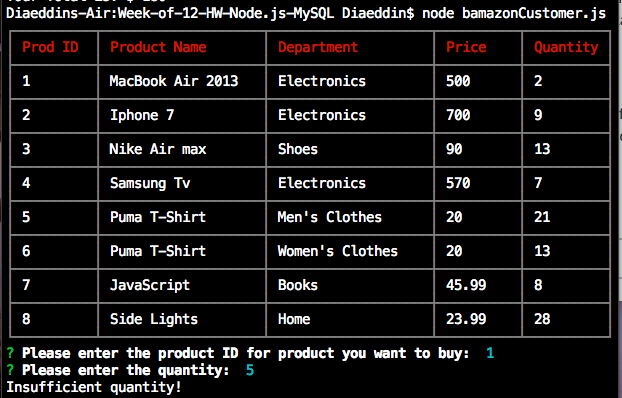 Diaeddins-Air:Week-of-12-HW-Node.js-MySQL Diaeddin$ node bamazonCustomer.js
Prod ID Product Name Department Price Quantity
1 MacBook Air 2013 Electronics 500 2
2 Iphone 7 Electronics 700 9
3 Nike Air max Shoes 90 13
4 Samsung Tv Electronics 570 7
5 Puma T-Shirt Men's Clothes 20 21
6 Puma T-Shirt Women's Clothes 20 13
7 JavaScript Books 45.99 8
8 Side Lights Home 23.99 28
? Please enter the product ID for product you want to buy: 1
? Please enter the quantity: 5
Insufficient quantity!